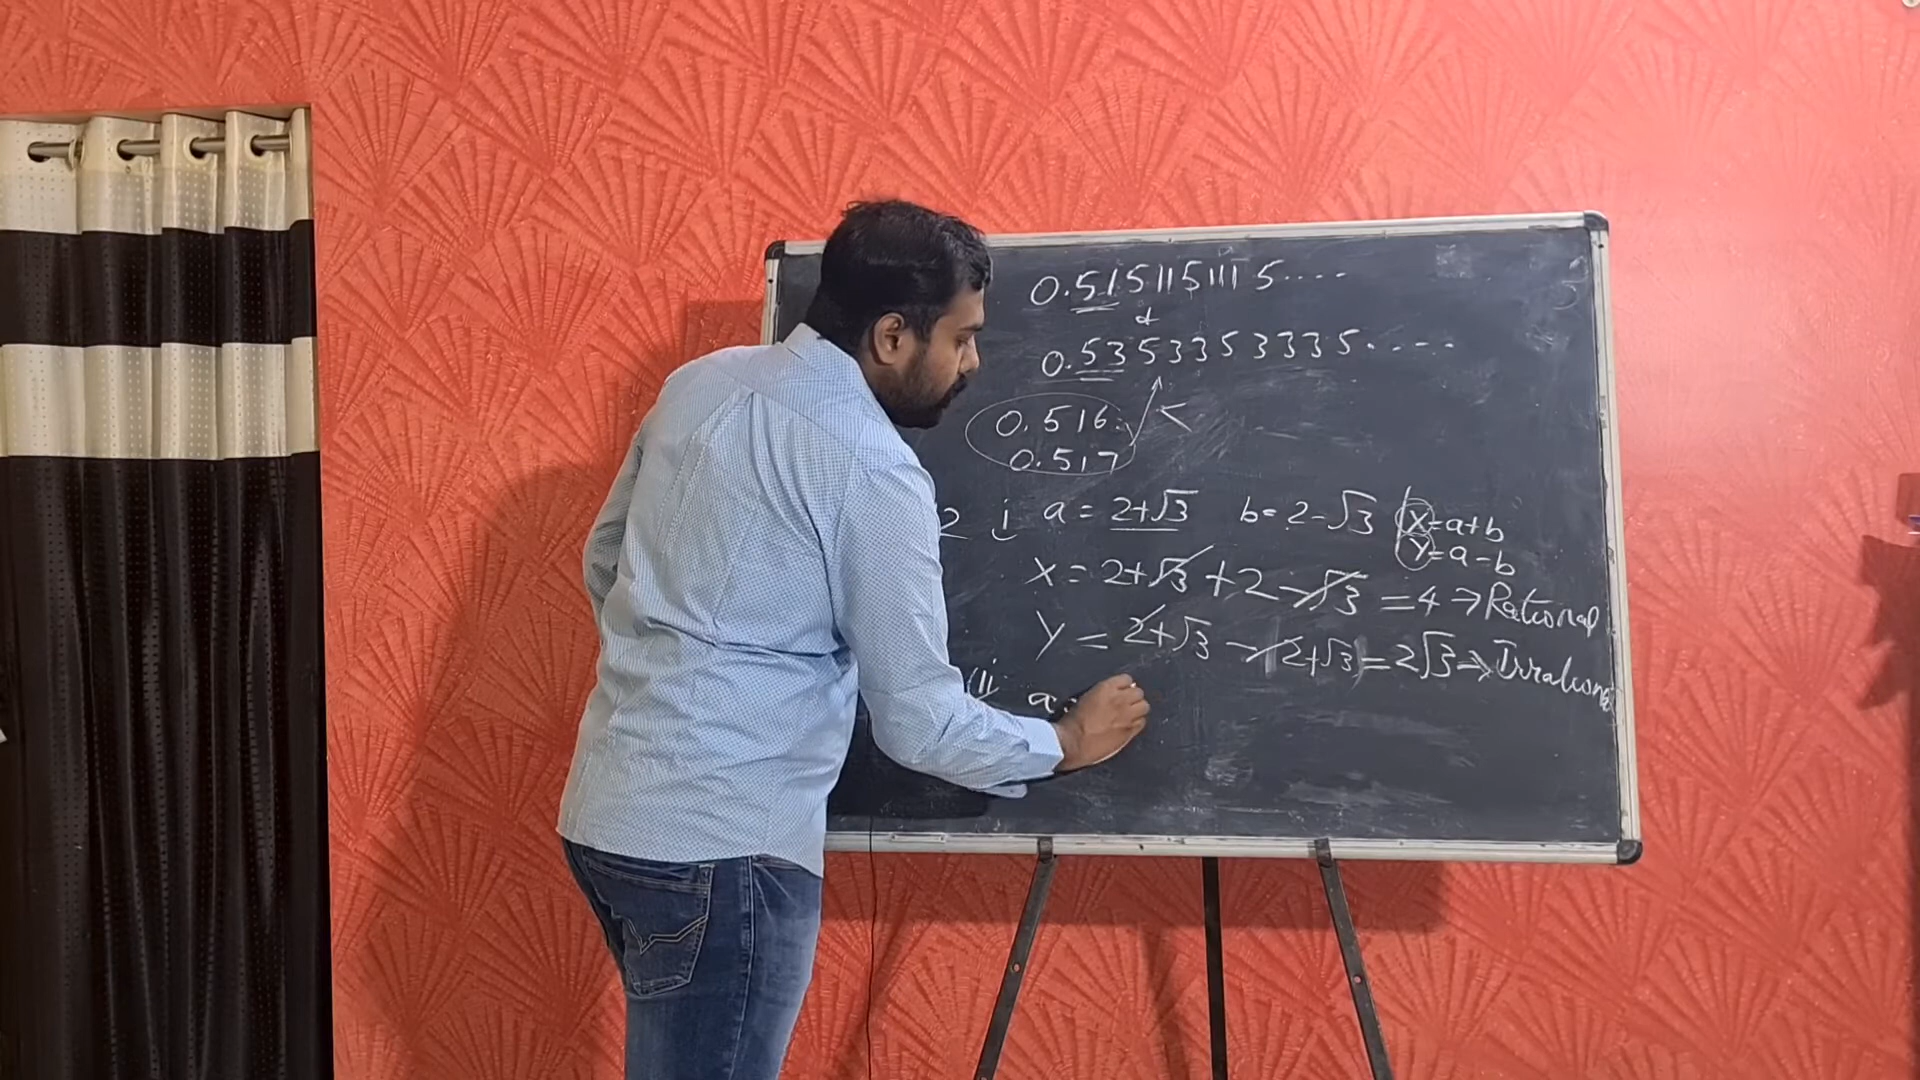 0.515115111 5....
&
0.53533533335.....
0.516
0.517
2 i a = 2+√3 b = 2-√3 X = a+b
Y = a-b
X = 2+√3 + 2-√3 = 4 ⇒ Rational
Y = 2+√3 - 2+√3 = 2√3 ⇒ Irrational
(ii a =